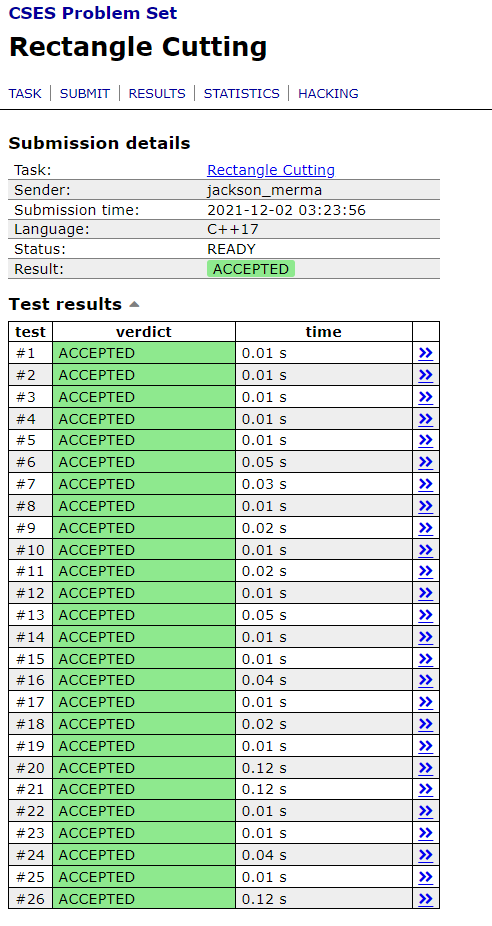 CSES Problem Set
Rectangle Cutting
TASK | SUBMIT | RESULTS | STATISTICS | HACKING
Submission details
Task: Rectangle Cutting
Sender: jackson_merma
Submission time: 2021-12-02 03:23:56
Language: C++17
Status: READY
Result: ACCEPTED
Test results
test verdict time
#1 ACCEPTED 0.01 s »
#2 ACCEPTED 0.01 s »
#3 ACCEPTED 0.01 s »
#4 ACCEPTED 0.01 s »
#5 ACCEPTED 0.01 s »
#6 ACCEPTED 0.05 s »
#7 ACCEPTED 0.03 s »
#8 ACCEPTED 0.01 s »
#9 ACCEPTED 0.02 s »
#10 ACCEPTED 0.01 s »
#11 ACCEPTED 0.02 s »
#12 ACCEPTED 0.01 s »
#13 ACCEPTED 0.05 s »
#14 ACCEPTED 0.01 s »
#15 ACCEPTED 0.01 s »
#16 ACCEPTED 0.04 s »
#17 ACCEPTED 0.01 s »
#18 ACCEPTED 0.02 s »
#19 ACCEPTED 0.01 s »
#20 ACCEPTED 0.12 s »
#21 ACCEPTED 0.12 s »
#22 ACCEPTED 0.01 s »
#23 ACCEPTED 0.01 s »
#24 ACCEPTED 0.04 s »
#25 ACCEPTED 0.01 s »
#26 ACCEPTED 0.12 s »